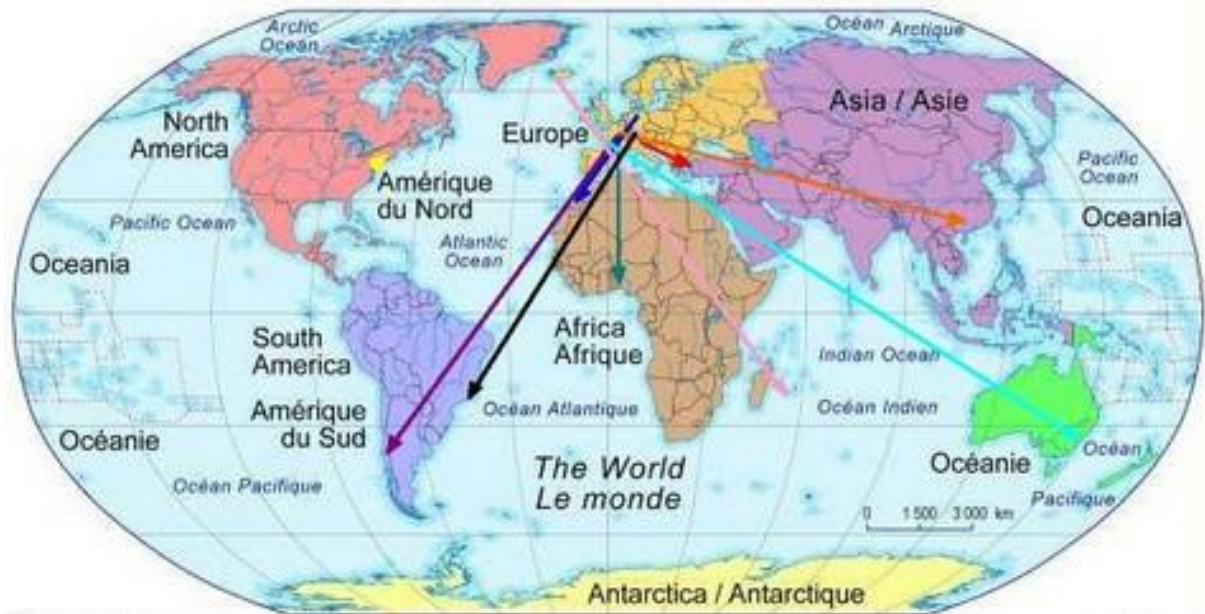 Arctic
Ocean
Océan Arctique
North
America
Europe
Asia / Asie
Pacific
Ocean
Amérique
du Nord
Pacific Ocean
Atlantic
Ocean
Oceania
Oceania
South
America
Africa
Afrique
Indian Ocean
Amérique
du Sud
Océan Atlantique
Océan Indien
Océanie
Océanie
Océan
Pacifique
Océan Pacifique
The World
Le monde
0 1 500 3 000 km
Antarctica / Antarctique